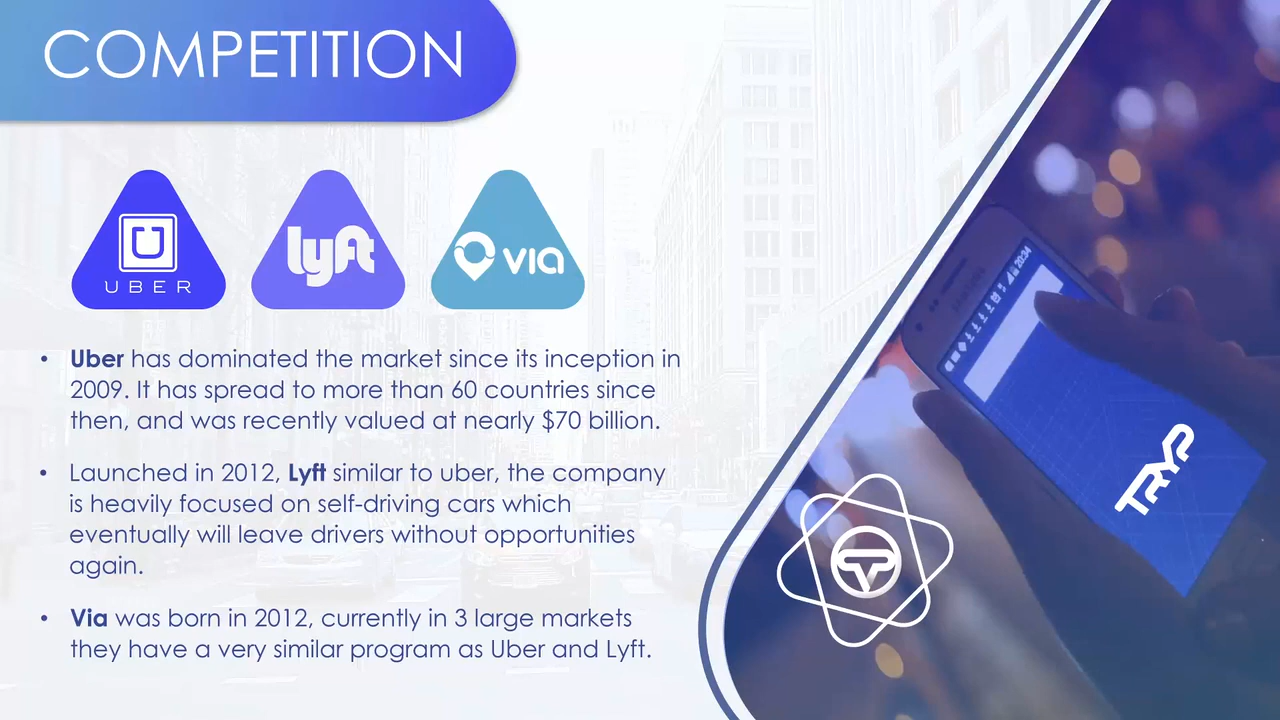 COMPETITION
UBER
lyft
via
• Uber has dominated the market since its inception in
2009. It has spread to more than 60 countries since
then, and was recently valued at nearly $70 billion.
• Launched in 2012, Lyft similar to uber, the company
is heavily focused on self-driving cars which
eventually will leave drivers without opportunities
again.
• Via was born in 2012, currently in 3 large markets
they have a very similar program as Uber and Lyft.
20:34
TRYP